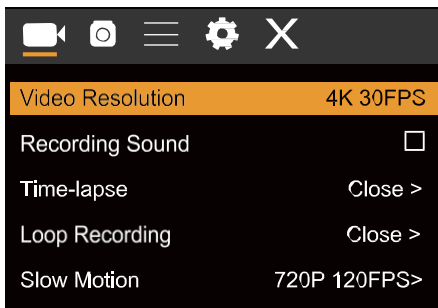 Video Resolution 4K 30FPS
Recording Sound
Time-lapse Close >
Loop Recording Close >
Slow Motion 720P 120FPS>